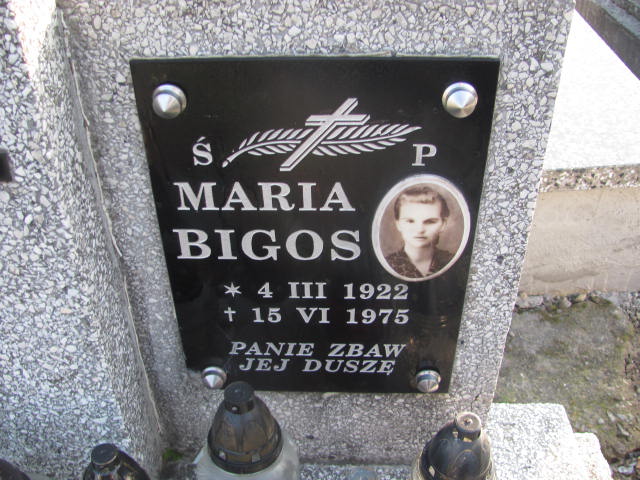 Ś P
MARIA
BIGOS
* 4 III 1922
† 15 VI 1975
PANIE ZBAW
JEJ DUSZĘ